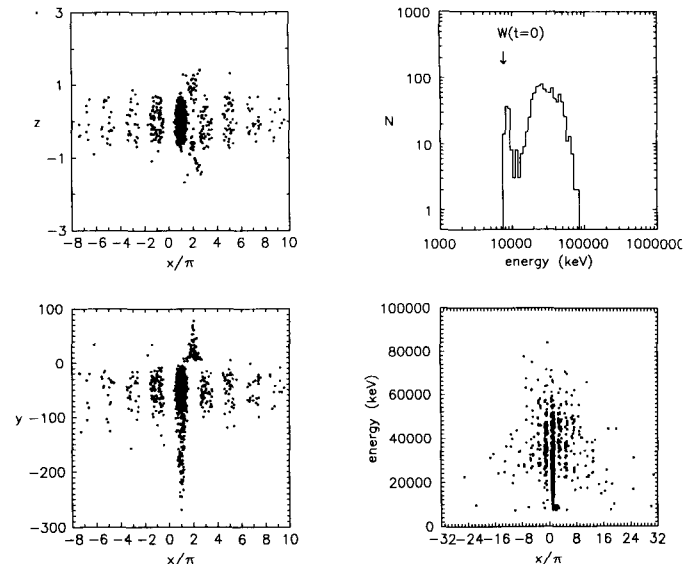 3
1
z
-1
-3
-8 -6 -4 -2 0 2 4 6 8 10
x/π
1000
100
N
10
1
W(t=0)
1000 10000 100000 1000000
energy (keV)
100
0
y -100
-200
-300
-8 -6 -4 -2 0 2 4 6 8 10
x/π
100000
80000
60000
40000
20000
0
energy (keV)
-32 -24 -16 -8 0 8 16 24 32
x/π